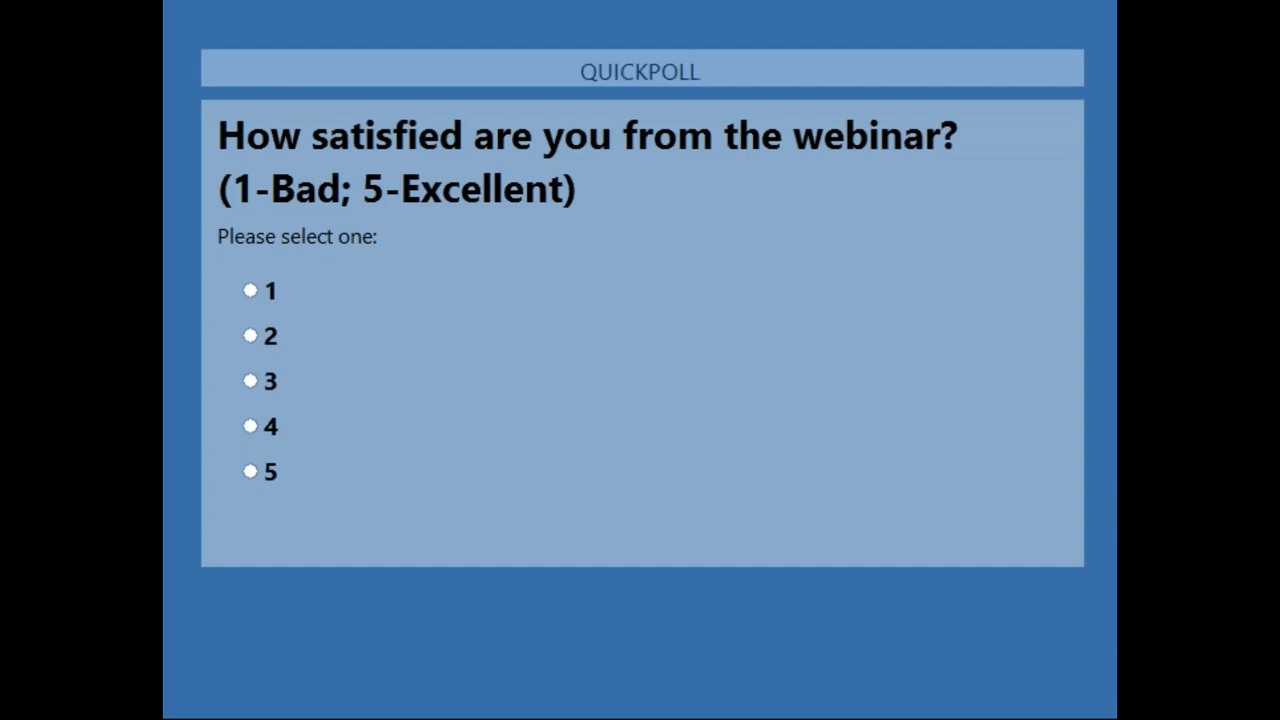 QUICKPOLL
How satisfied are you from the webinar?
(1-Bad; 5-Excellent)
Please select one:
1
2
3
4
5